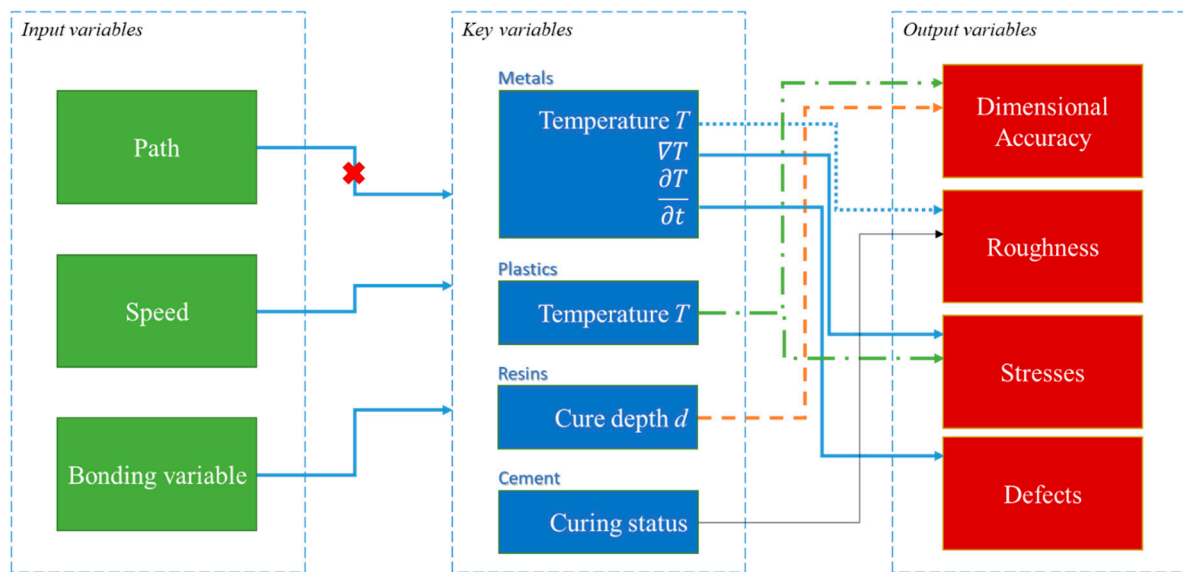 Input variables
Path
Speed
Bonding variable
Key variables
Metals
Temperature T
∇T
∂T
∂t
Plastics
Temperature T
Resins
Cure depth d
Cement
Curing status
Output variables
Dimensional
Accuracy
Roughness
Stresses
Defects